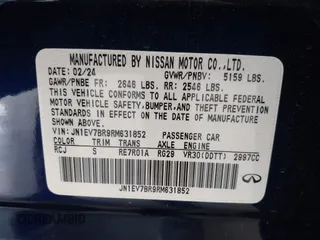 MANUFACTURED BY NISSAN MOTOR CO.,LTD.
DATE: 02/24 GVWR/PNBV: 5159 LBS.
GAWR/PNBE FR: 2646 LBS. RR: 2546 LBS.
THIS VEHICLE CONFORMS TO ALL APPLICABLE FEDERAL
MOTOR VEHICLE SAFETY,BUMPER,AND THEFT PREVENTION
STANDARDS IN EFFECT ON THE DATE OF MANUFACTURE
SHOWN ABOVE.
VIN: JN1EV7BR9RM631852 PASSENGER CAR
COLOR TRIM TRANS AXLE ENGINE
RCJ S RE7R01A RG29 VR30(DDTT) 2997CC
JN1EV7BR9RM631852
INFINITI